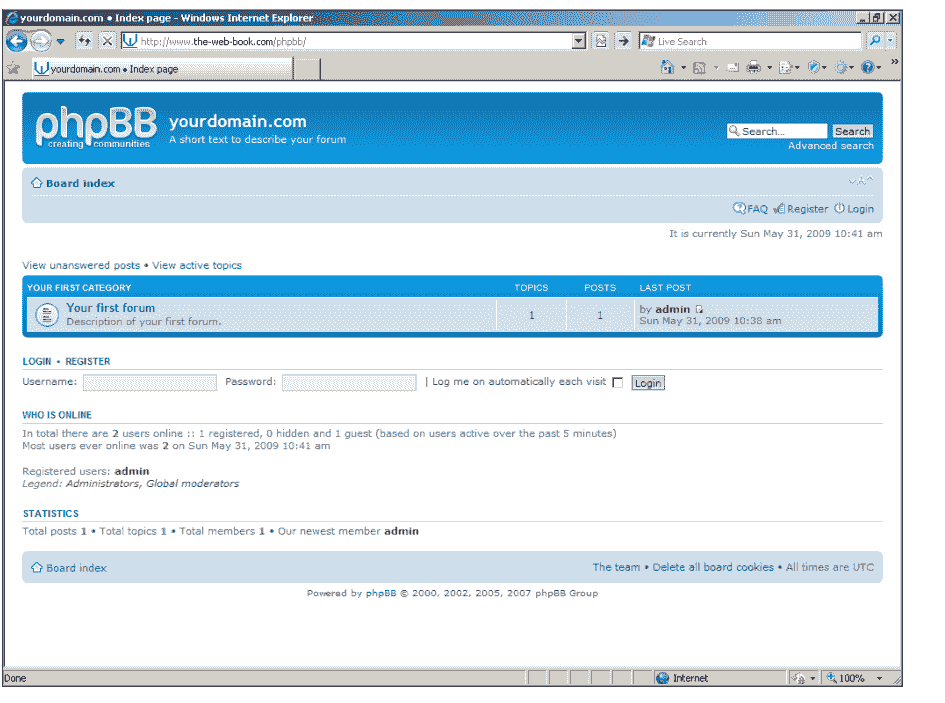 yourdomain.com • Index page - Windows Internet Explorer
http://www.the-web-book.com/phpbb/
Live Search
yourdomain.com • Index page
phpBB
creating communities
yourdomain.com
A short text to describe your forum
Search...
Search
Advanced search
Board index
FAQ Register Login
It is currently Sun May 31, 2009 10:41 am
View unanswered posts • View active topics
YOUR FIRST CATEGORY TOPICS POSTS LAST POST
Your first forum
Description of your first forum.
1 1
by admin
Sun May 31, 2009 10:38 am
LOGIN • REGISTER
Username: Password: | Log me on automatically each visit Login
WHO IS ONLINE
In total there are 2 users online :: 1 registered, 0 hidden and 1 guest (based on users active over the past 5 minutes)
Most users ever online was 2 on Sun May 31, 2009 10:41 am
Registered users: admin
Legend: Administrators, Global moderators
STATISTICS
Total posts 1 • Total topics 1 • Total members 1 • Our newest member admin
Board index The team • Delete all board cookies • All times are UTC
Powered by phpBB © 2000, 2002, 2005, 2007 phpBB Group
Done Internet 100%